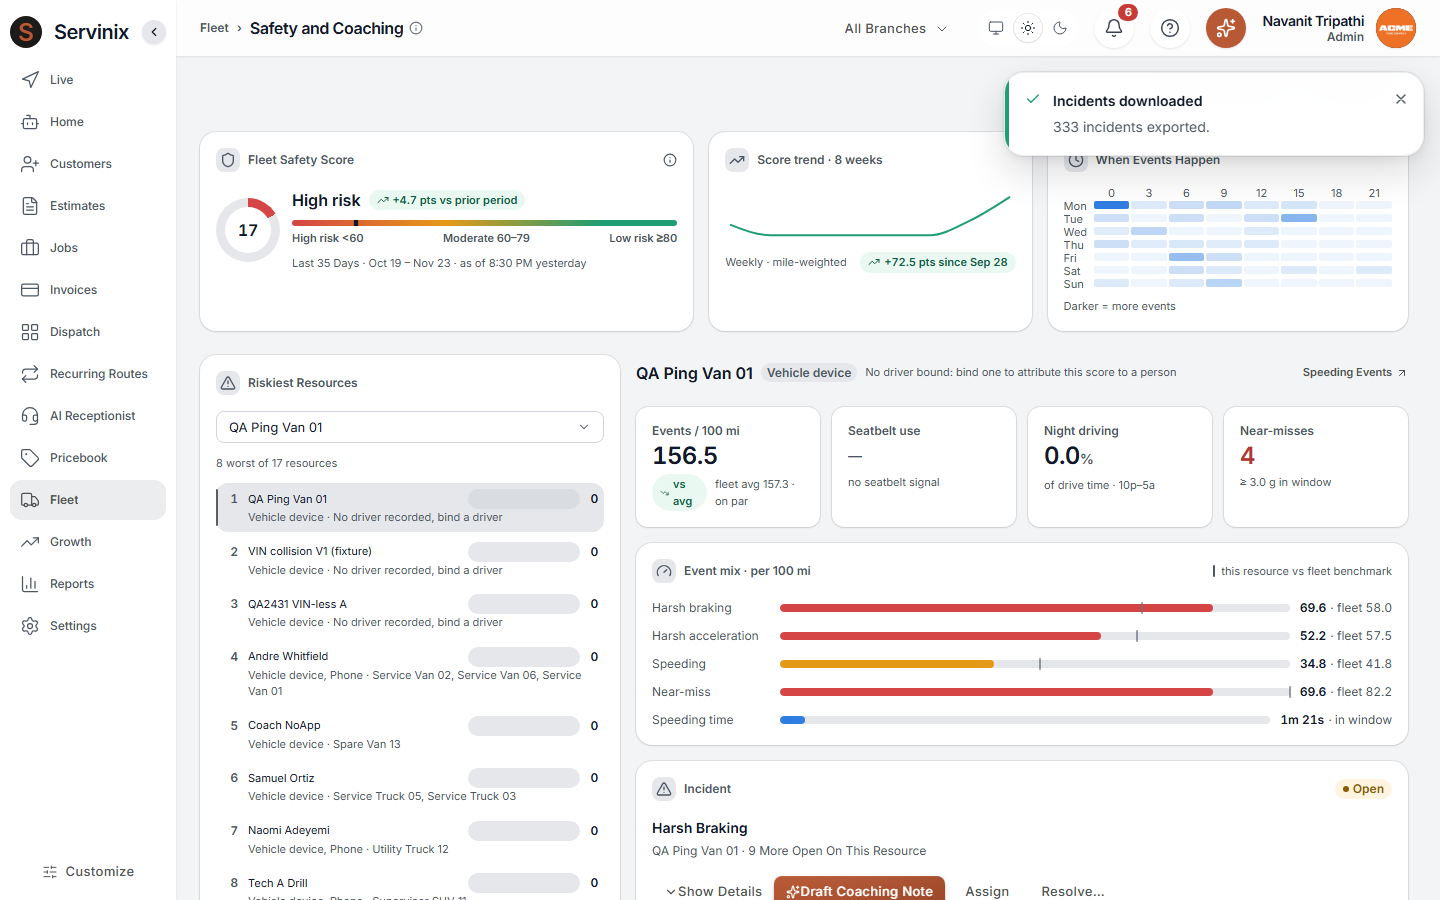 S Servinix
Live
Home
Customers
Estimates
Jobs
Invoices
Dispatch
Recurring Routes
AI Receptionist
Pricebook
Fleet
Growth
Reports
Settings
Customize
Fleet › Safety and Coaching
All Branches
6
Navanit Tripathi
Admin
ACME
Incidents downloaded
333 incidents exported.
Fleet Safety Score
17
High risk
+4.7 pts vs prior period
High risk <60 Moderate 60–79 Low risk ≥80
Last 35 Days · Oct 19 – Nov 23 · as of 8:30 PM yesterday
Score trend · 8 weeks
Weekly · mile-weighted
+72.5 pts since Sep 28
When Events Happen
0 3 6 9 12 15 18 21
Mon
Tue
Wed
Thu
Fri
Sat
Sun
Darker = more events
Riskiest Resources
QA Ping Van 01
8 worst of 17 resources
1 QA Ping Van 01 0
Vehicle device · No driver recorded, bind a driver
2 VIN collision V1 (fixture) 0
Vehicle device · No driver recorded, bind a driver
3 QA2431 VIN-less A 0
Vehicle device · No driver recorded, bind a driver
4 Andre Whitfield 0
Vehicle device, Phone · Service Van 02, Service Van 06, Service
Van 01
5 Coach NoApp 0
Vehicle device · Spare Van 13
6 Samuel Ortiz 0
Vehicle device · Service Truck 05, Service Truck 03
7 Naomi Adeyemi 0
Vehicle device, Phone · Utility Truck 12
8 Tech A Drill 0
Vehicle device, Phone · Supervisor SUV 11
QA Ping Van 01 Vehicle device No driver bound: bind one to attribute this score to a person
Speeding Events
Events / 100 mi
156.5
vs
avg
fleet avg 157.3 ·
on par
Seatbelt use
—
no seatbelt signal
Night driving
0.0%
of drive time · 10p–5a
Near-misses
4
≥ 3.0 g in window
Event mix · per 100 mi
this resource vs fleet benchmark
Harsh braking 69.6 · fleet 58.0
Harsh acceleration 52.2 · fleet 57.5
Speeding 34.8 · fleet 41.8
Near-miss 69.6 · fleet 82.2
Speeding time 1m 21s · in window
Incident
Open
Harsh Braking
QA Ping Van 01 · 9 More Open On This Resource
Show Details Draft Coaching Note Assign Resolve...